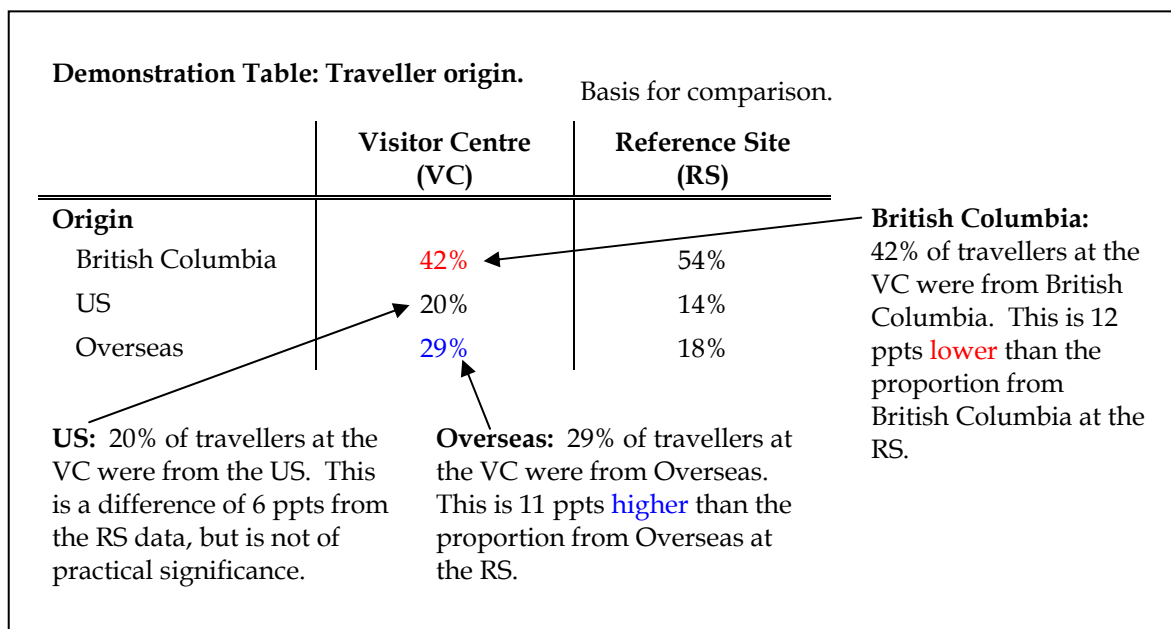 Demonstration Table: Traveller origin.
Basis for comparison.
Visitor Centre (VC)
Reference Site (RS)
Origin
British Columbia 42% 54%
US 20% 14%
Overseas 29% 18%
British Columbia:
42% of travellers at the
VC were from British
Columbia. This is 12
ppts lower than the
proportion from
British Columbia at the
RS.
US: 20% of travellers at the
VC were from the US. This
is a difference of 6 ppts from
the RS data, but is not of
practical significance.
Overseas: 29% of travellers at
the VC were from Overseas.
This is 11 ppts higher than the
proportion from Overseas at
the RS.